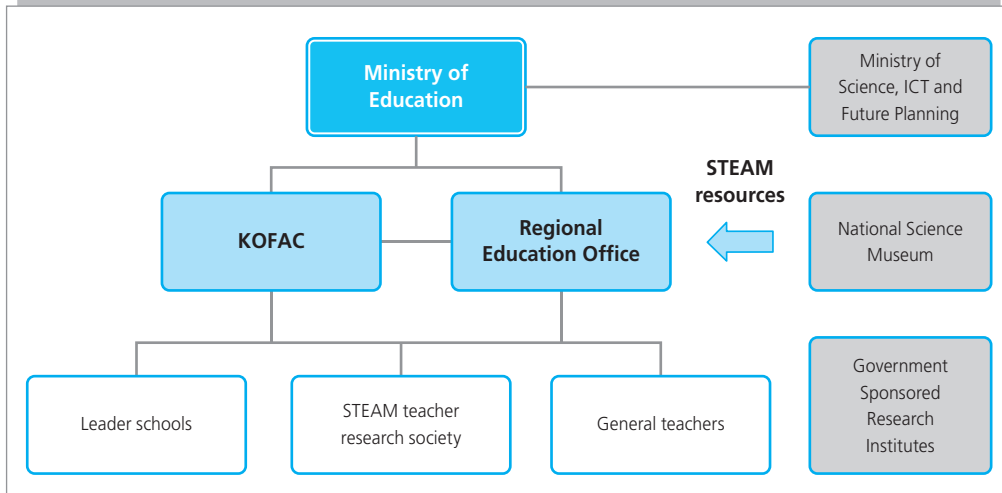 Ministry of
Education
Ministry of
Science, ICT and
Future Planning
KOFAC
Regional
Education Office
STEAM
resources
National Science
Museum
Leader schools
STEAM teacher
research society
General teachers
Government
Sponsored
Research
Institutes